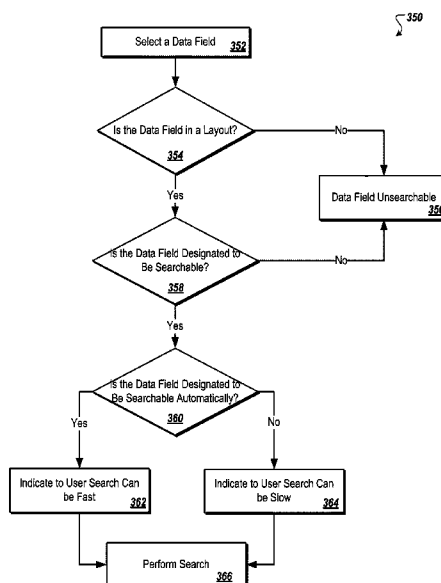 350
Select a Data Field
352
Is the Data Field in a Layout?
354
No
Yes
Data Field Unsearchable
356
Is the Data Field Designated to
Be Searchable?
358
No
Yes
Is the Data Field Designated to
Be Searchable Automatically?
360
Yes
No
Indicate to User Search Can
be Fast
362
Indicate to User Search Can
be Slow
364
Perform Search
366